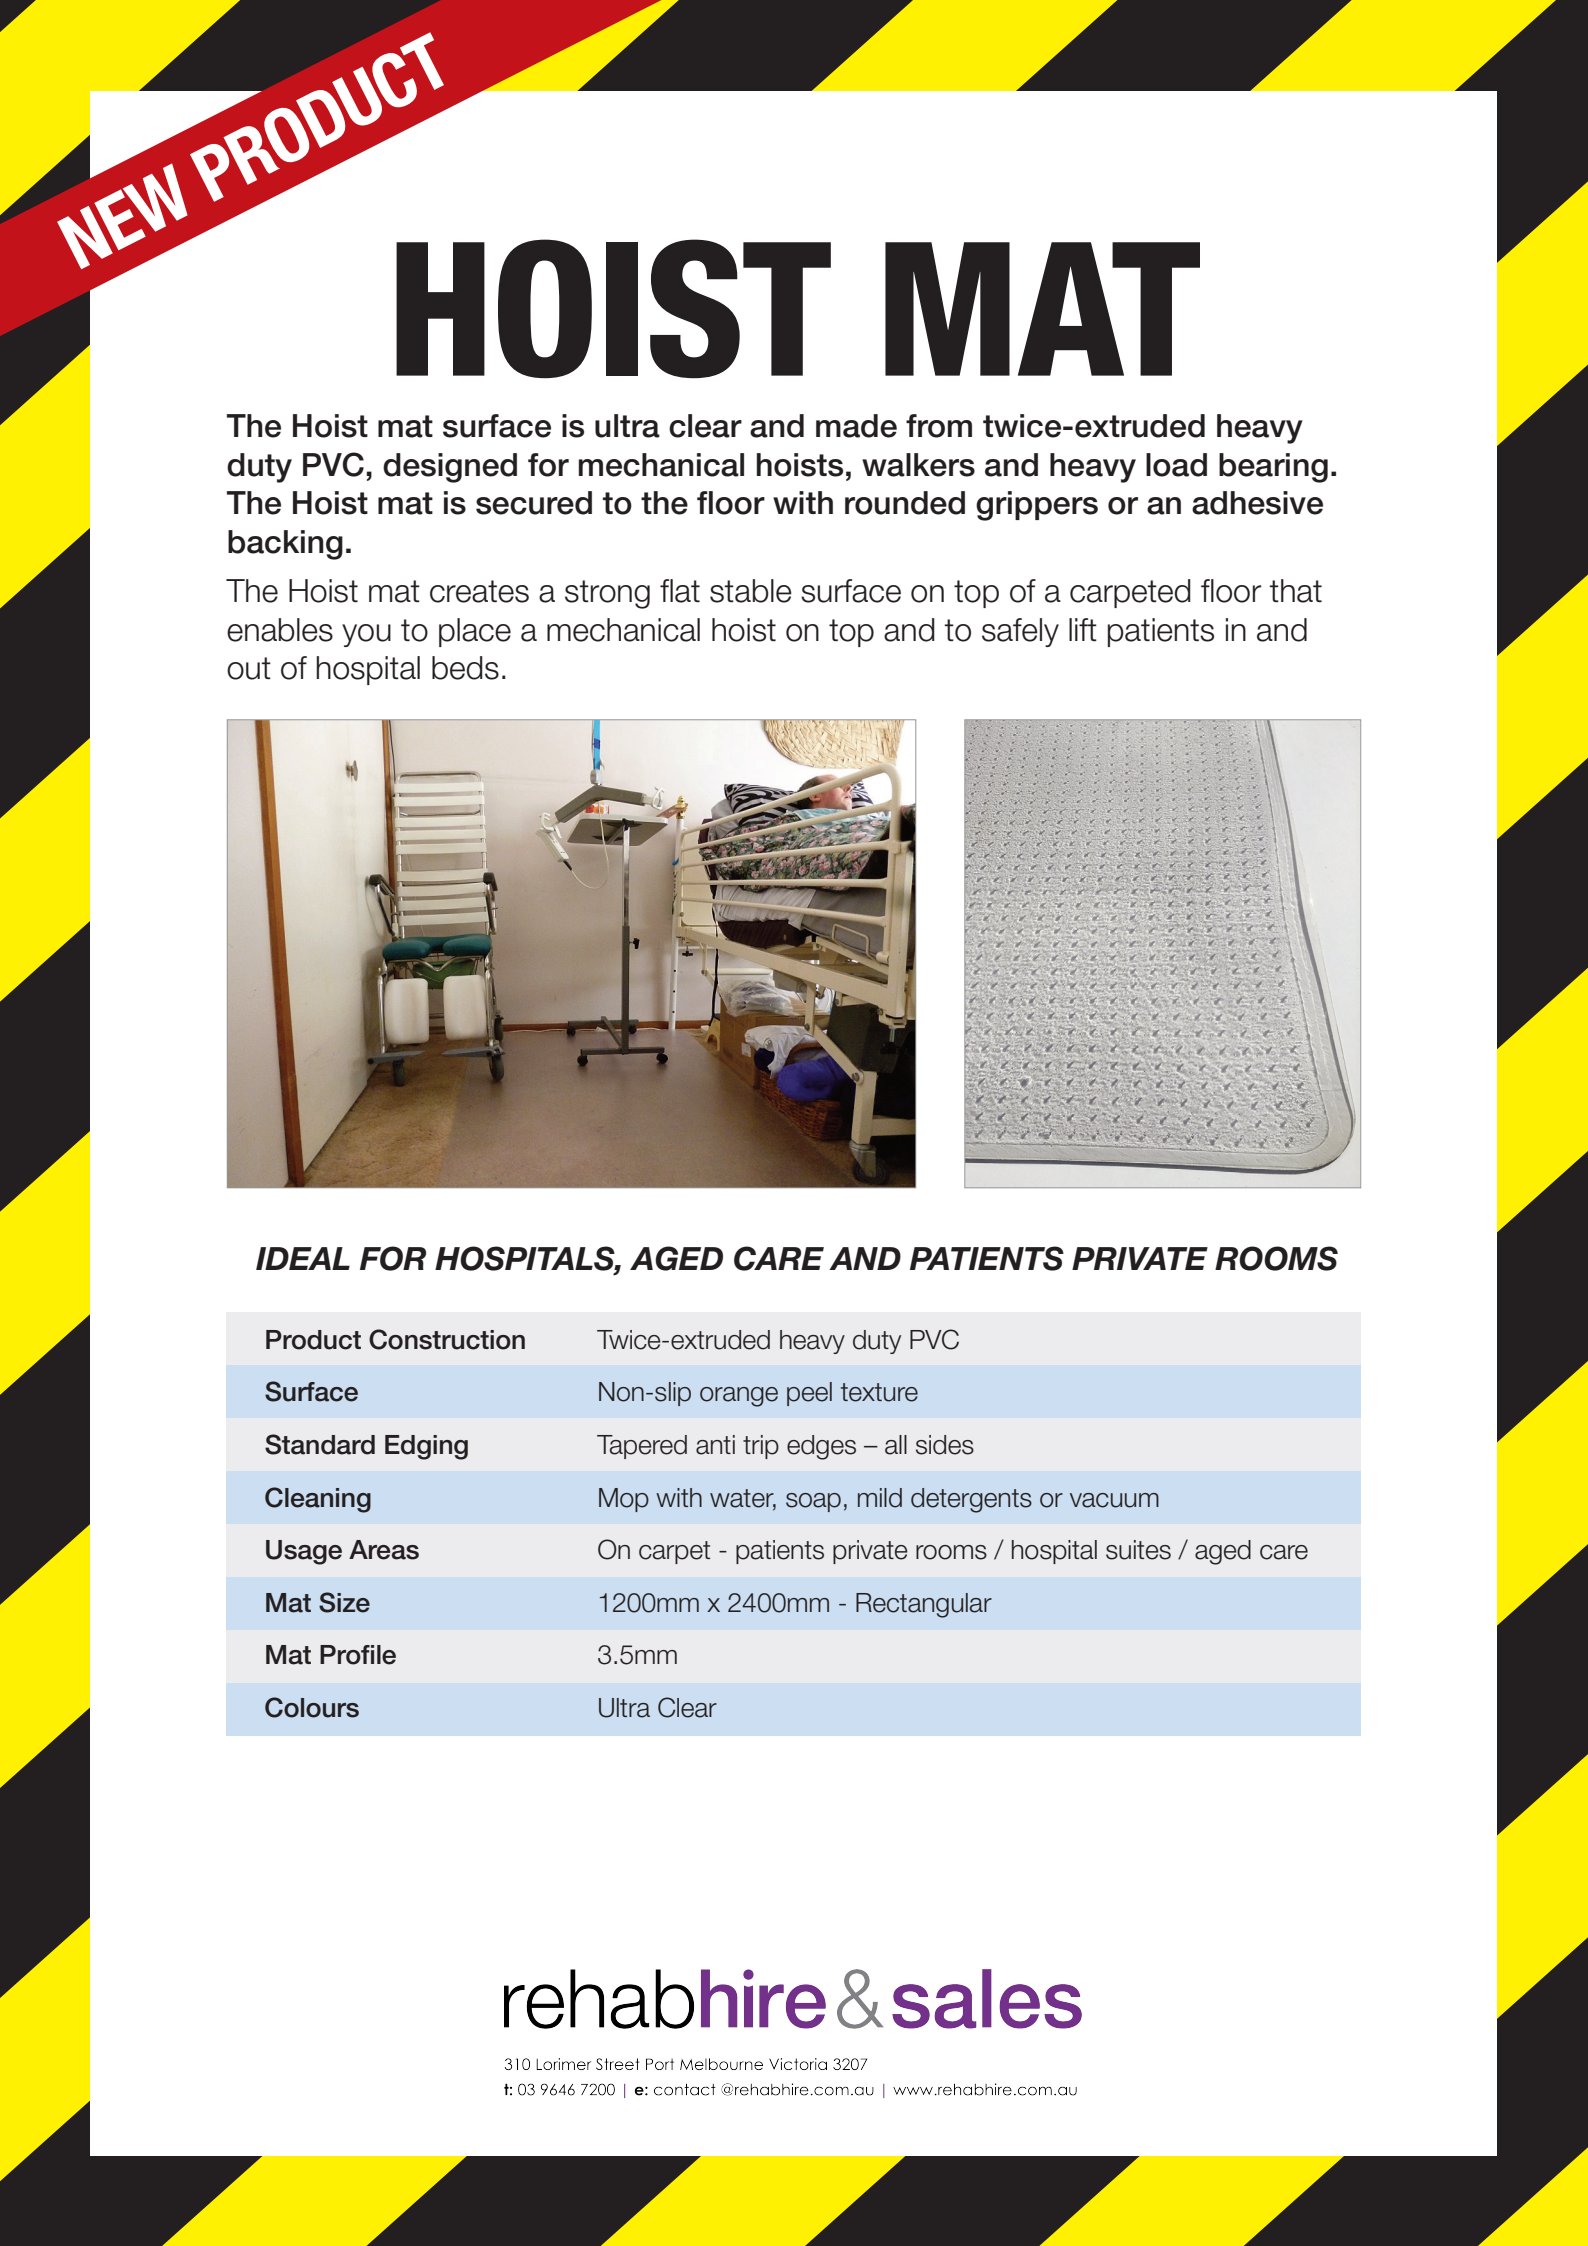 NEW PRODUCT
HOIST MAT
The Hoist mat surface is ultra clear and made from twice-extruded heavy
duty PVC, designed for mechanical hoists, walkers and heavy load bearing.
The Hoist mat is secured to the floor with rounded grippers or an adhesive
backing.
The Hoist mat creates a strong flat stable surface on top of a carpeted floor that
enables you to place a mechanical hoist on top and to safely lift patients in and
out of hospital beds.
IDEAL FOR HOSPITALS, AGED CARE AND PATIENTS PRIVATE ROOMS
Product Construction Twice-extruded heavy duty PVC
Surface Non-slip orange peel texture
Standard Edging Tapered anti trip edges – all sides
Cleaning Mop with water, soap, mild detergents or vacuum
Usage Areas On carpet - patients private rooms / hospital suites / aged care
Mat Size 1200mm x 2400mm - Rectangular
Mat Profile 3.5mm
Colours Ultra Clear
rehabhire&sales
310 Lorimer Street Port Melbourne Victoria 3207
t: 03 9646 7200 | e: contact @rehabhire.com.au | www.rehabhire.com.au